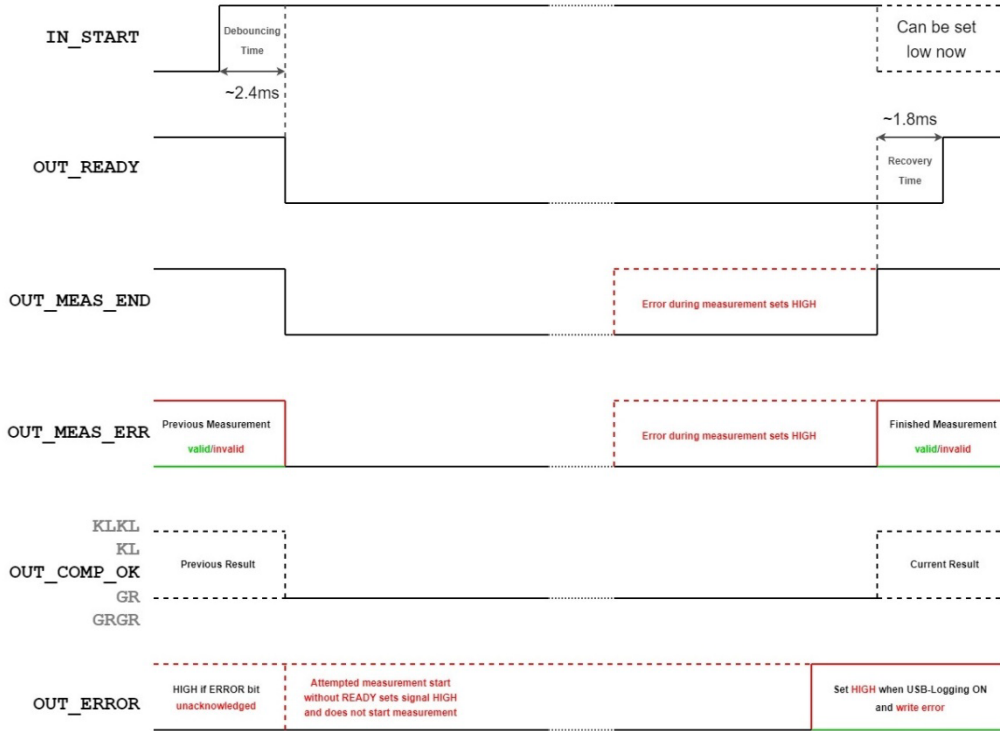 IN_START
Debouncing
Time
~2.4ms
Can be set
low now
OUT_READY
~1.8ms
Recovery
Time
OUT_MEAS_END
Error during measurement sets HIGH
OUT_MEAS_ERR
Previous Measurement
valid/invalid
Error during measurement sets HIGH
Finished Measurement
valid/invalid
KLKL
KL
OUT_COMP_OK
GR
GRGR
Previous Result
Current Result
OUT_ERROR
HIGH if ERROR bit
unacknowledged
Attempted measurement start
without READY sets signal HIGH
and does not start measurement
Set HIGH when USB-Logging ON
and write error